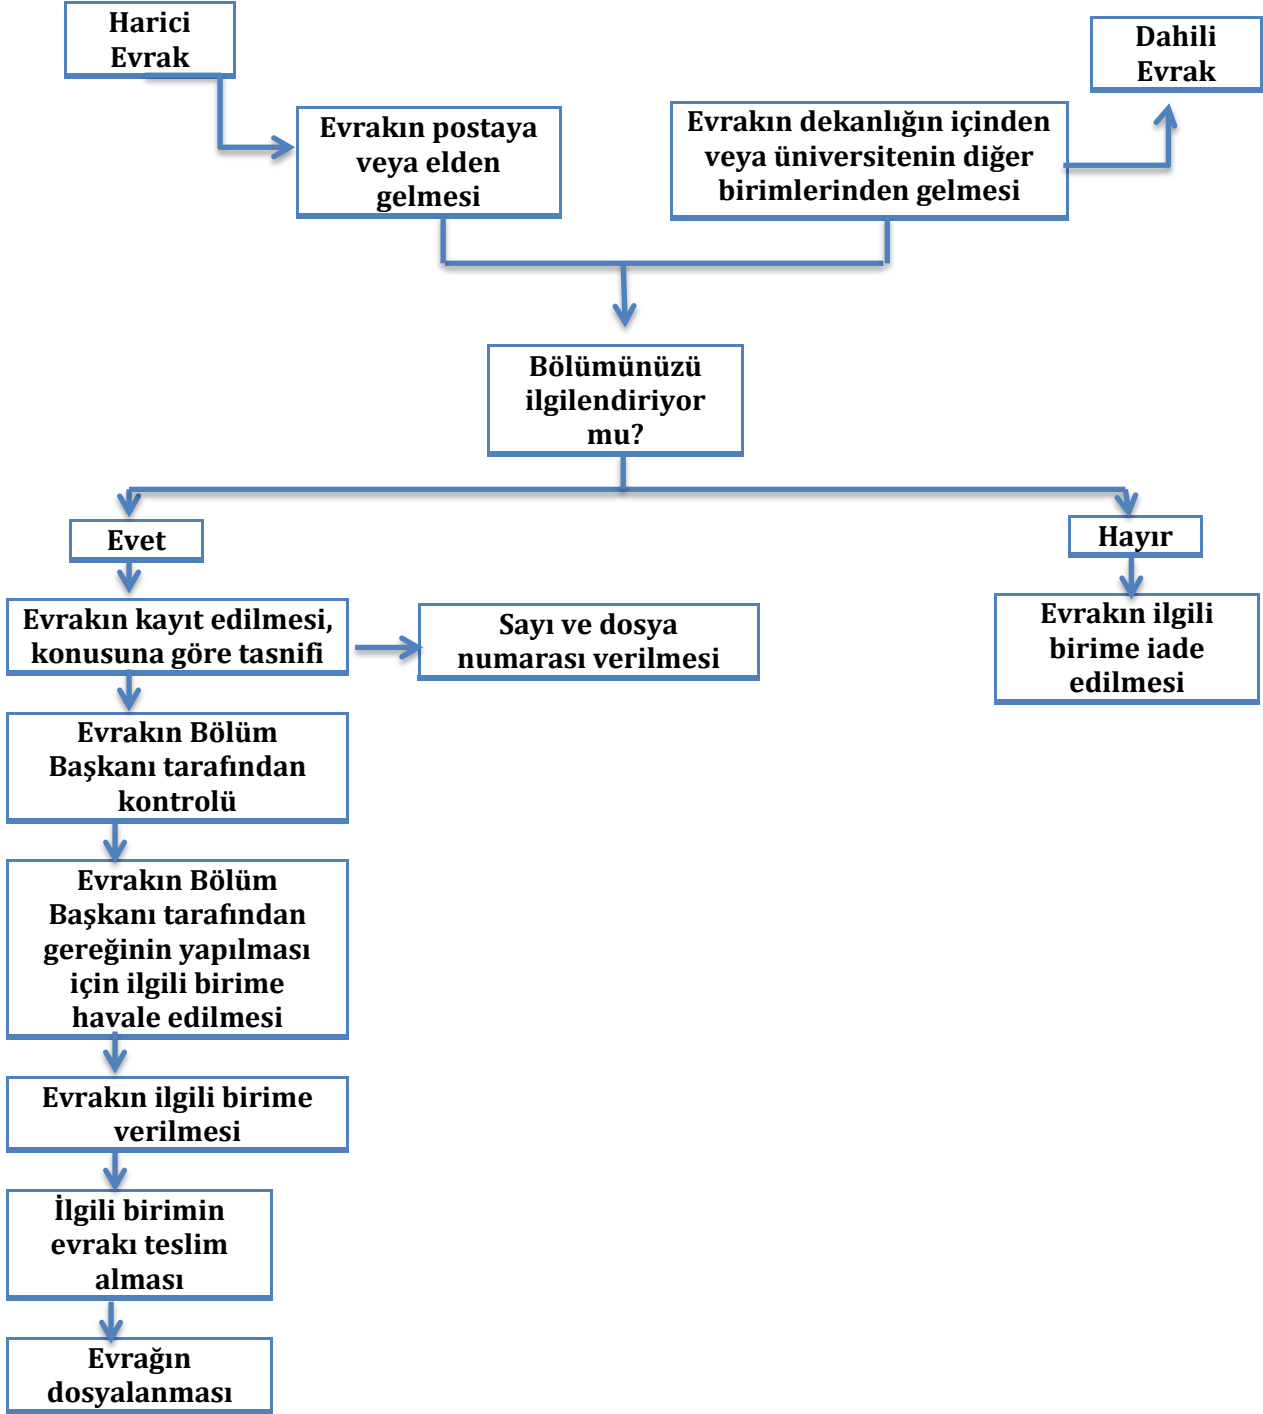 Harici
Evrak
Dahili
Evrak
Evrakın postaya
veya elden
gelmesi
Evrakın dekanlığın içinden
veya üniversitenin diğer
birimlerinden gelmesi
Bölümünüzü
ilgilendiriyor
mu?
Evet
Hayır
Evrakın kayıt edilmesi,
konusuna göre tasnifi
Sayı ve dosya
numarası verilmesi
Evrakın ilgili
birime iade
edilmesi
Evrakın Bölüm
Başkanı tarafından
kontrolü
Evrakın Bölüm
Başkanı tarafından
gereğinin yapılması
için ilgili birime
havale edilmesi
Evrakın ilgili birime
verilmesi
İlgili birimin
evrakı teslim
alması
Evrağın
dosyalanması